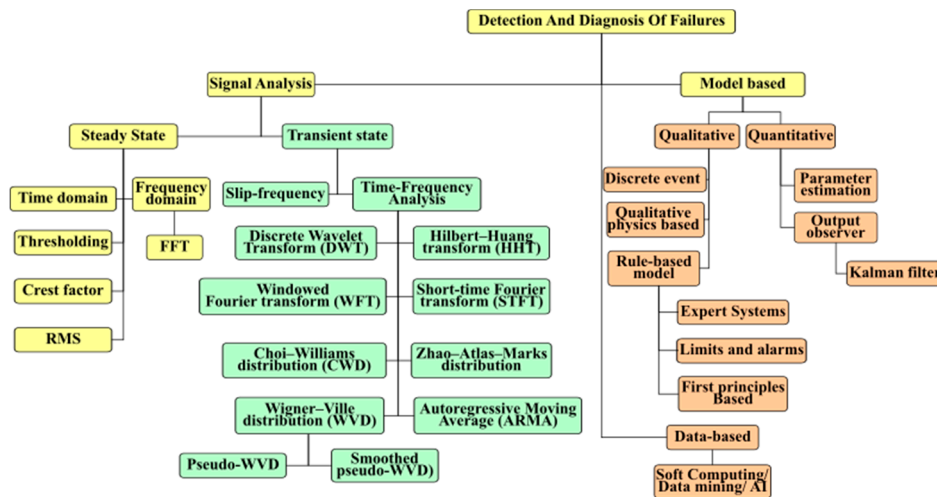 Detection And Diagnosis Of Failures
Signal Analysis
Model based
Steady State
Transient state
Qualitative
Quantitative
Time domain
Frequency
domain
Slip-frequency
Time-Frequency
Analysis
Discrete event
Parameter
estimation
Thresholding
FFT
Discrete Wavelet
Transform (DWT)
Hilbert–Huang
transform (HHT)
Qualitative
physics based
Output
observer
Crest factor
Windowed
Fourier transform (WFT)
Short-time Fourier
transform (STFT)
Rule-based
model
Kalman filter
Expert Systems
RMS
Choi–Williams
distribution (CWD)
Zhao–Atlas–Marks
distribution
Limits and alarms
First principles
Based
Wigner–Ville
distribution (WVD)
Autoregressive Moving
Average (ARMA)
Data-based
Pseudo-WVD
Smoothed
pseudo-WVD)
Soft Computing/
Data mining/ AI